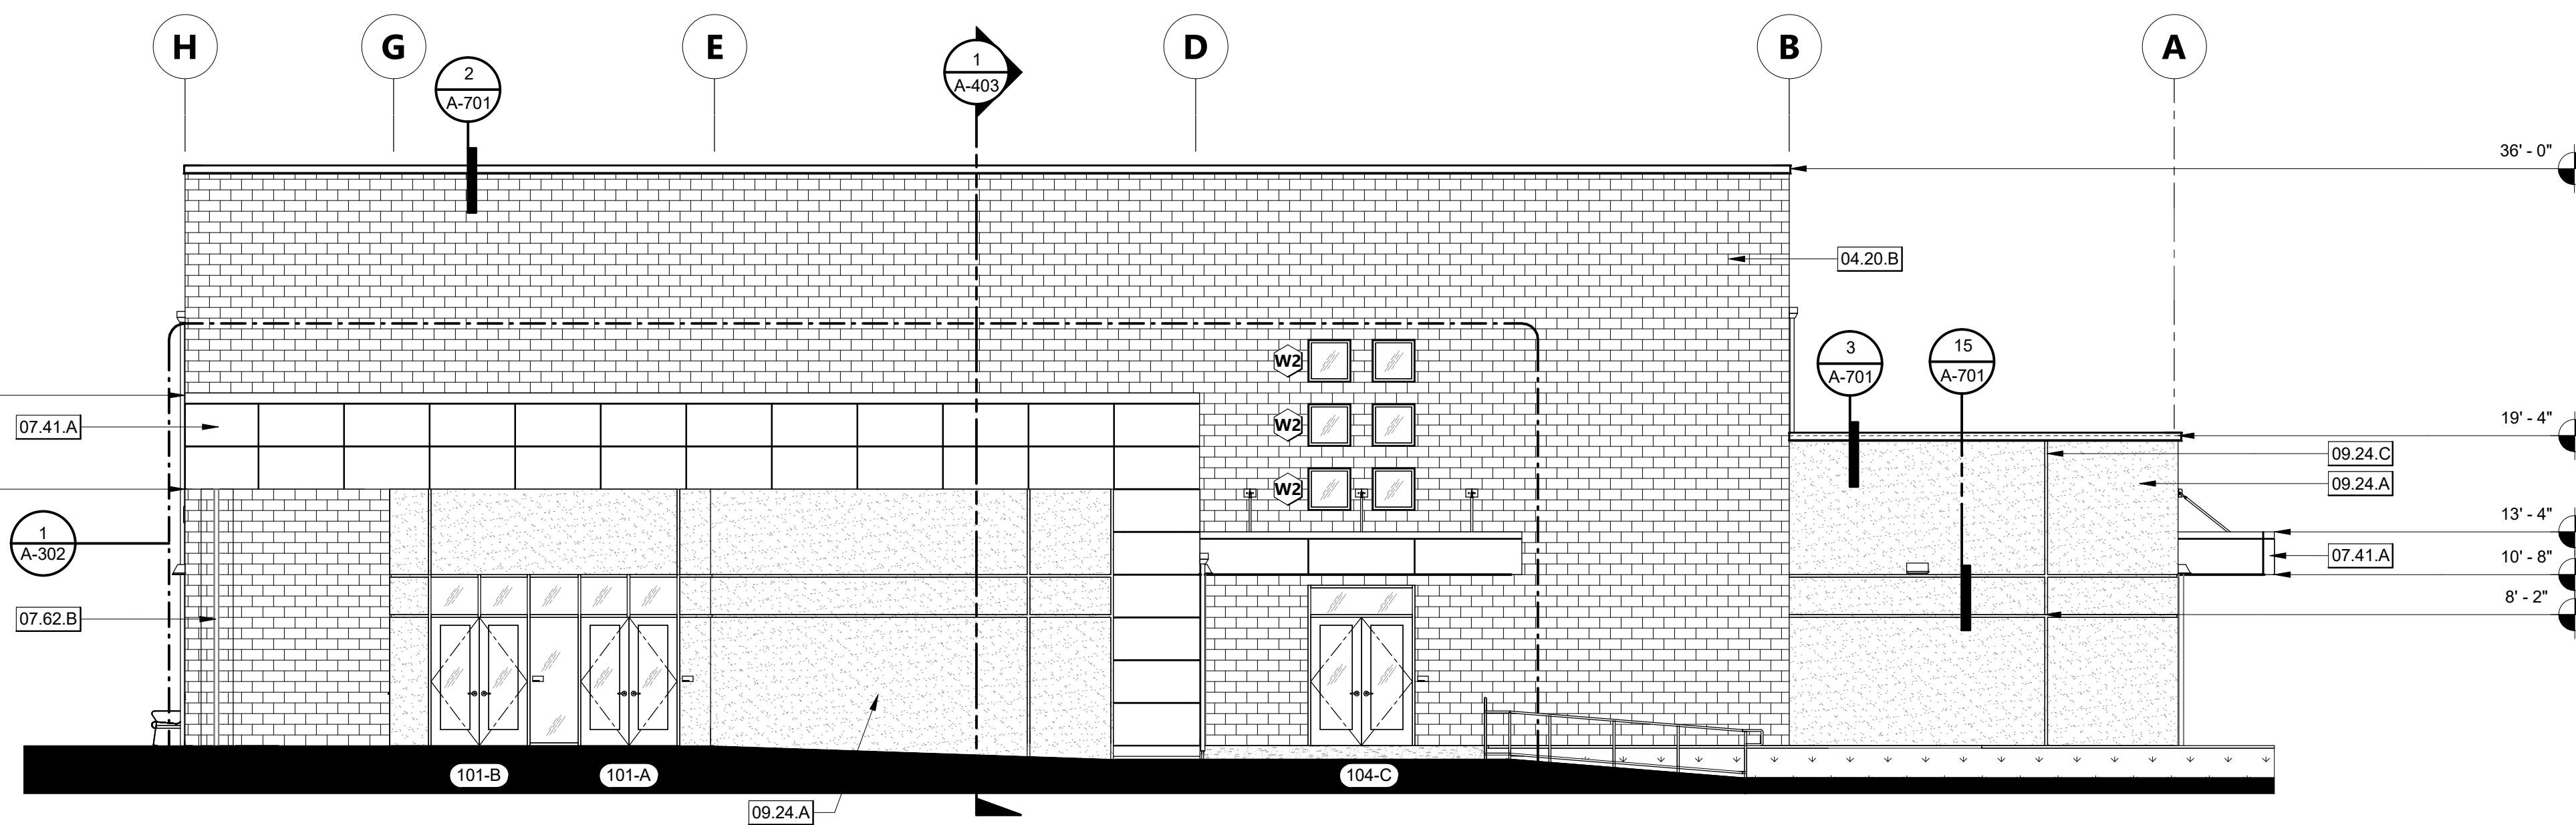 H
G
E
D
B
A
2
A-701
1
A-403
36' - 0"
04.20.B
W2
3
A-701
15
A-701
07.41.A
W2
19' - 4"
09.24.C
09.24.A
W2
13' - 4"
1
A-302
07.41.A
10' - 8"
8' - 2"
07.62.B
101-B
101-A
104-C
09.24.A